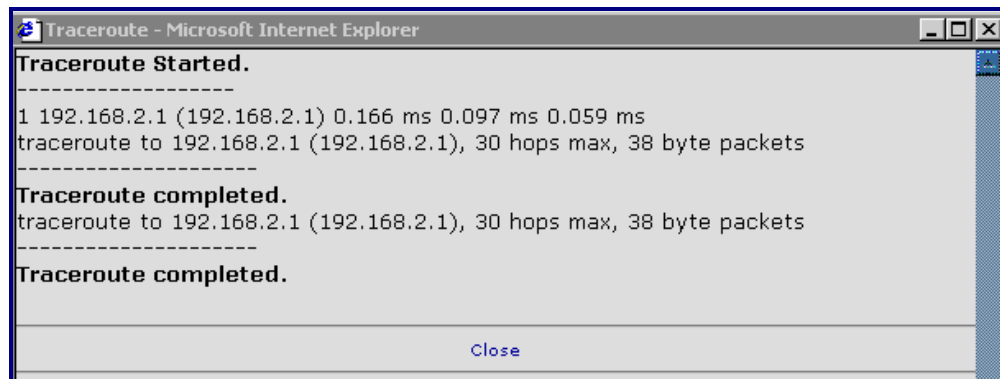 Traceroute - Microsoft Internet Explorer
Traceroute Started.
-------------------
1 192.168.2.1 (192.168.2.1) 0.166 ms 0.097 ms 0.059 ms
traceroute to 192.168.2.1 (192.168.2.1), 30 hops max, 38 byte packets
---------------------
Traceroute completed.
traceroute to 192.168.2.1 (192.168.2.1), 30 hops max, 38 byte packets
---------------------
Traceroute completed.
Close